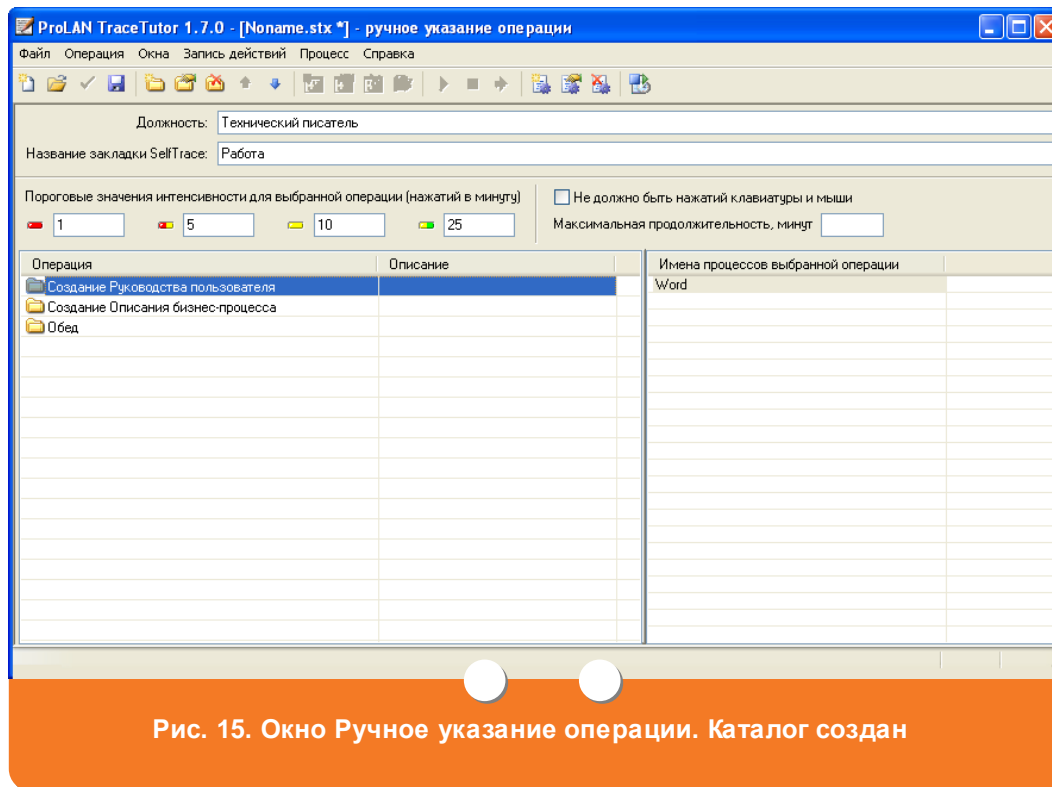 ProLAN TraceTutor 1.7.0 - [Noname.stx *] - ручное указание операции
Файл Операция Окна Запись действий Процесс Справка
Должность: Технический писатель
Название закладки SelfTrace: Работа
Пороговые значения интенсивности для выбранной операции (нажатий в минуту)
Не должно быть нажатий клавиатуры и мыши
1 5 10 25
Максимальная продолжительность, минут
Операция Описание Имена процессов выбранной операции
Создание Руководства пользователя Word
Создание Описания бизнес-процесса
Обед
Рис. 15. Окно Ручное указание операции. Каталог создан